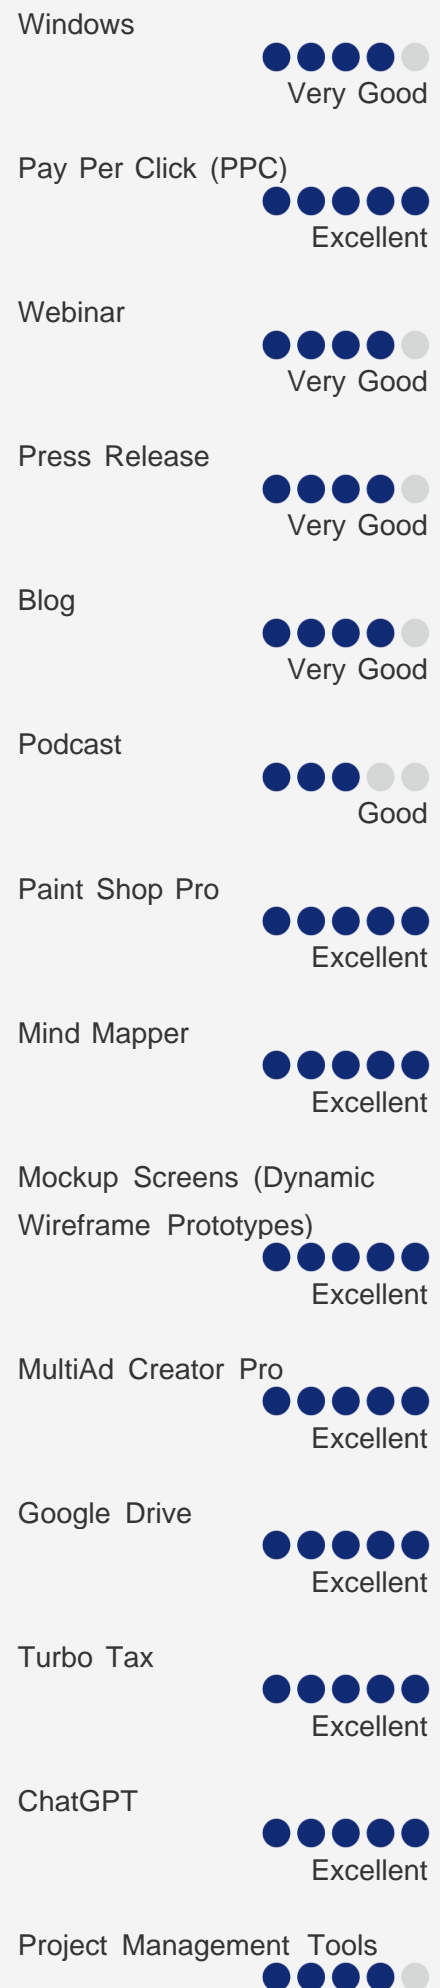 Windows
Very Good
Pay Per Click (PPC)
Excellent
Webinar
Very Good
Press Release
Very Good
Blog
Very Good
Podcast
Good
Paint Shop Pro
Excellent
Mind Mapper
Excellent
Mockup Screens (Dynamic
Wireframe Prototypes)
Excellent
MultiAd Creator Pro
Excellent
Google Drive
Excellent
Turbo Tax
Excellent
ChatGPT
Excellent
Project Management Tools